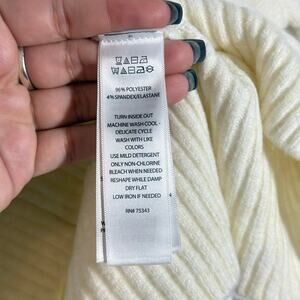 96% POLYESTER
4% SPANDEX/ELASTANE
TURN INSIDE OUT
MACHINE WASH COOL -
DELICATE CYCLE
WASH WITH LIKE
COLORS
USE MILD DETERGENT
ONLY NON-CHLORINE
BLEACH WHEN NEEDED
RESHAPE WHILE DAMP
DRY FLAT
LOW IRON IF NEEDED
RN# 75343